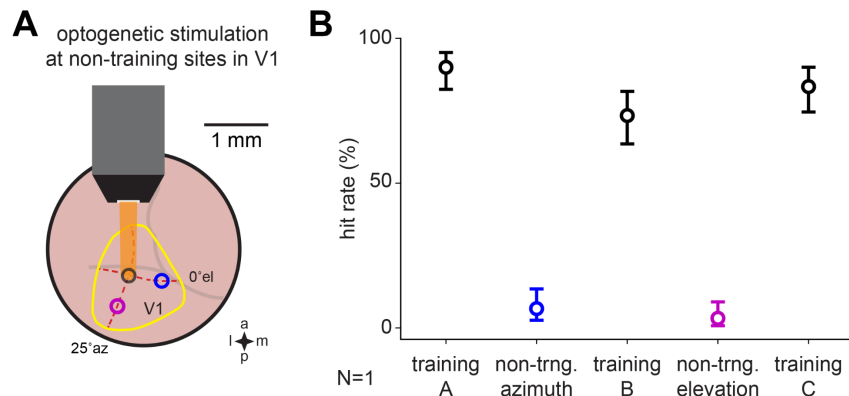 A
optogenetic stimulation
at non-training sites in V1
1 mm
0˚el
V1
25˚az
a
l m
p
B
100
50
0
hit rate (%)
N=1
training
A
non-trng.
azimuth
training
B
non-trng.
elevation
training
C